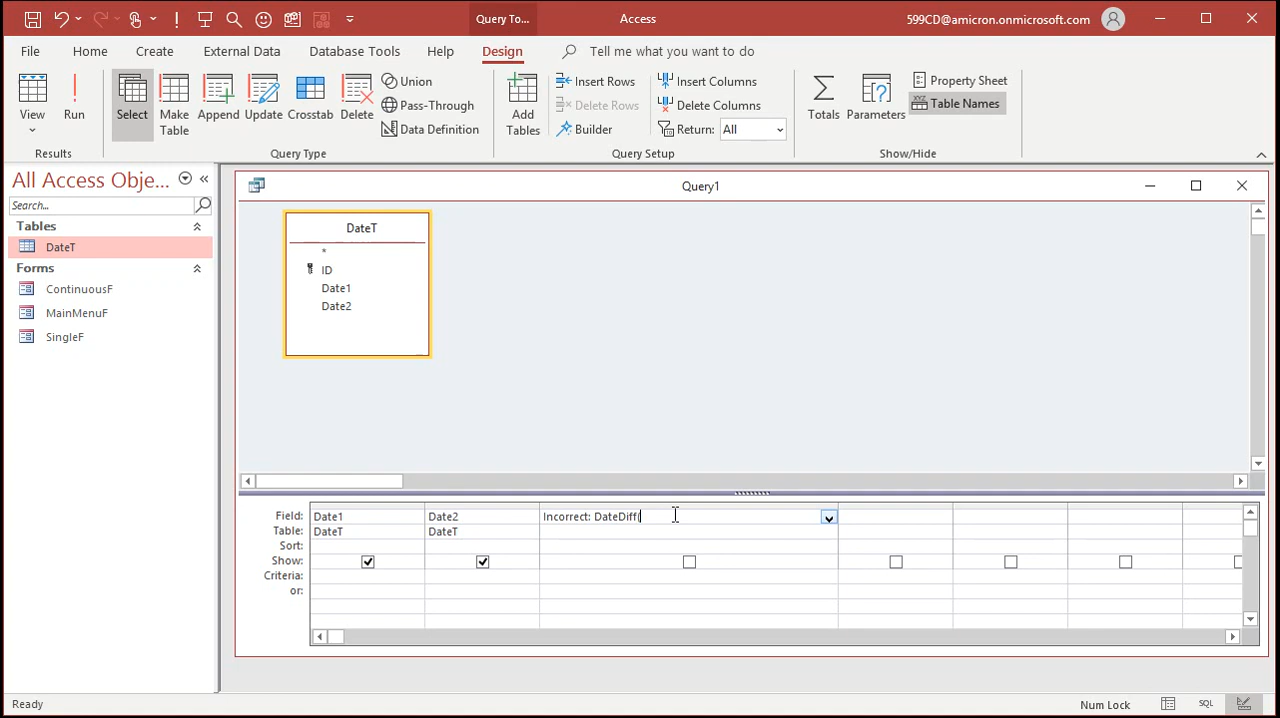 Query To...
Access
599CD@amicron.onmicrosoft.com
File
Home
Create
External Data
Database Tools
Help
Design
Tell me what you want to do
View
Run
Results
Select
Make Table
Append
Update
Crosstab
Delete
Union
Pass-Through
Data Definition
Query Type
Add Tables
Insert Rows
Delete Rows
Builder
Insert Columns
Delete Columns
Return: All
Query Setup
Totals
Parameters
Property Sheet
Table Names
Show/Hide
All Access Obje...
Search...
Tables
DateT
Forms
ContinuousF
MainMenuF
SingleF
Query1
DateT
*
ID
Date1
Date2
Field: Date1 Date2 Incorrect: DateDiff(
Table: DateT DateT
Sort:
Show:
Criteria:
or:
Ready
Num Lock
SQL